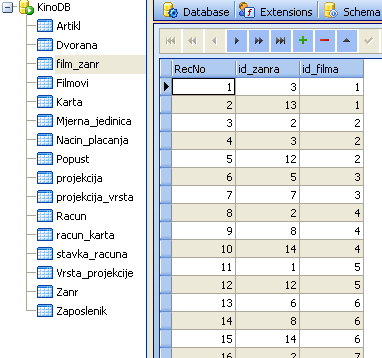 KinoDB
Artikl
Dvorana
film_zanr
Filmovi
Karta
Mjerna_jedinica
Nacin_placanja
Popust
projekcija
projekcija_vrsta
Racun
racun_karta
stavka_racuna
Vrsta_projekcije
Zanr
Zaposlenik
Database Extensions Schema
RecNo id_zanra id_filma
1 3 1
2 13 1
3 2 2
4 3 2
5 12 2
6 5 3
7 7 3
8 2 4
9 8 4
10 14 4
11 1 5
12 12 5
13 6 6
14 8 6
15 14 6
16 2 7